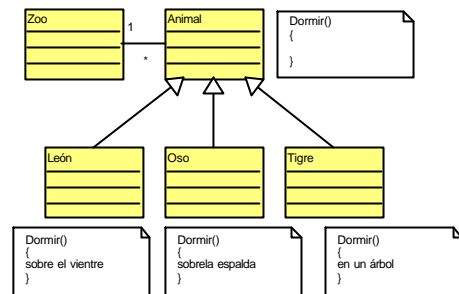 Zoo
1
*
Animal
Dormir()
{
}
León
Oso
Tigre
Dormir()
{
sobre el vientre
}
Dormir()
{
sobrela espalda
}
Dormir()
{
en un árbol
}